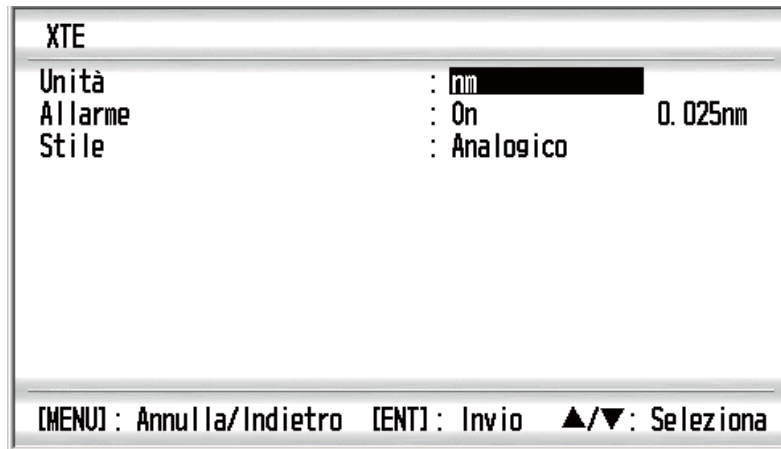 XTE
Unità : nm
Allarme : On 0.025nm
Stile : Analogico
[MENU]: Annulla/Indietro [ENT]: Invio ▲/▼: Seleziona